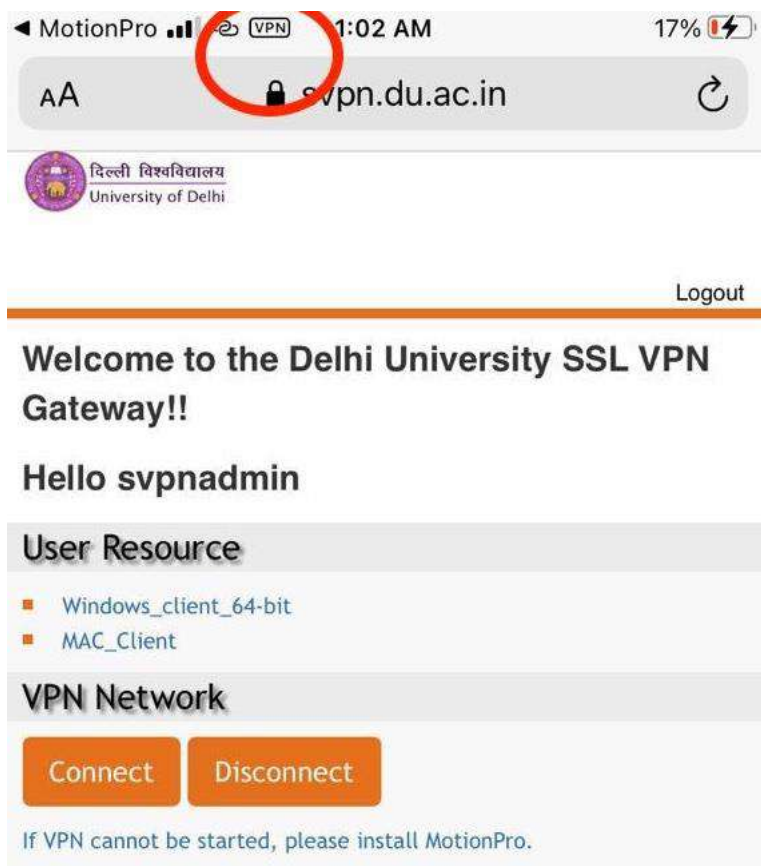 ◀ MotionPro VPN 1:02 AM 17%
AA svpn.du.ac.in
दिल्ली विश्वविद्यालय
University of Delhi
Logout
Welcome to the Delhi University SSL VPN
Gateway!!
Hello svpnadmin
User Resource
Windows_client_64-bit
MAC_Client
VPN Network
Connect Disconnect
If VPN cannot be started, please install MotionPro.